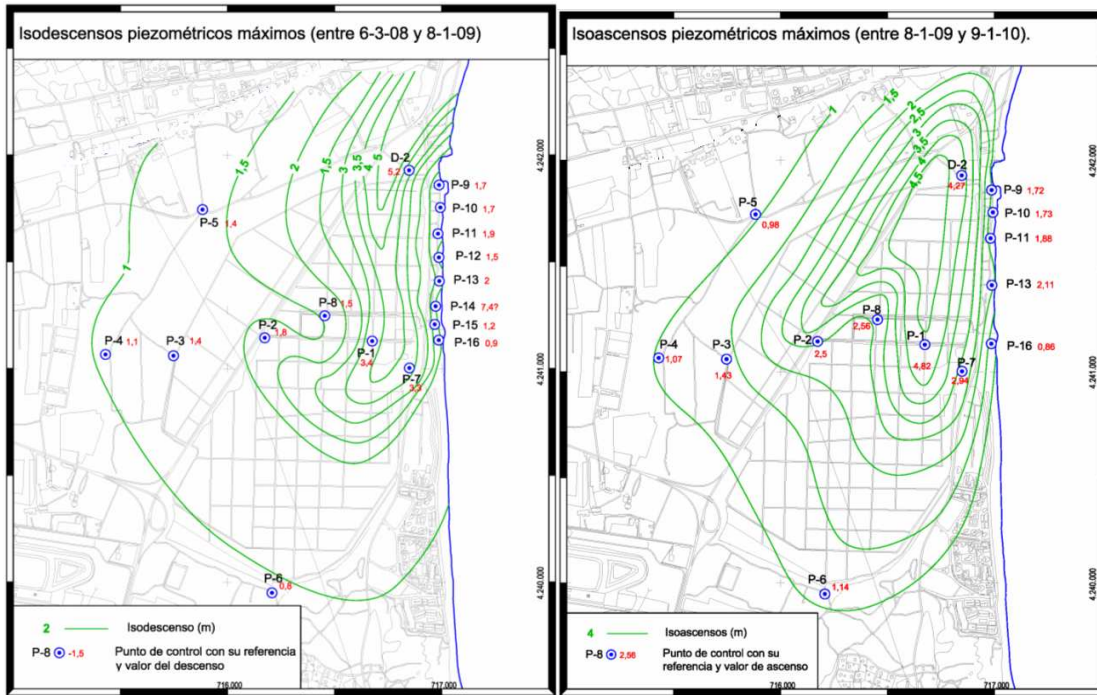 Isodescensos piezométricos máximos (entre 6-3-08 y 8-1-09)
1
1,5
2
1,5
3
3,5
4
5
D-2
5,2
P-9 1,7
P-10 1,7
P-11 1,9
P-12 1,5
P-13 2
P-14 7,4?
P-15 1,2
P-16 0,9
P-5 1,4
P-8 1,5
P-2 1,8
P-4 1,1
P-3 1,4
P-1
3,4
P-7
3,3
P-6 0,8
4.242.000
4.241.000
4.240.000
2 Isodescenso (m)
P-8 -1,5 Punto de control con su referencia
y valor del descenso
716.000
717.000
Isoascensos piezométricos máximos (entre 8-1-09 y 9-1-10).
1
1,5
2
2,5
3
3,5
4
4,5
D-2
4,27
P-9 1,72
P-10 1,73
P-11 1,88
P-13 2,11
P-16 0,86
P-5
0,98
P-8
2,56
P-2
2,5
P-4
1,07
P-3
1,43
P-1
4,82
P-7
2,94
P-6
1,14
4.242.000
4.241.000
4.240.000
4 Isoascensos (m)
P-8 2,56 Punto de control con su
referencia y valor de ascenso
716.000
717.000